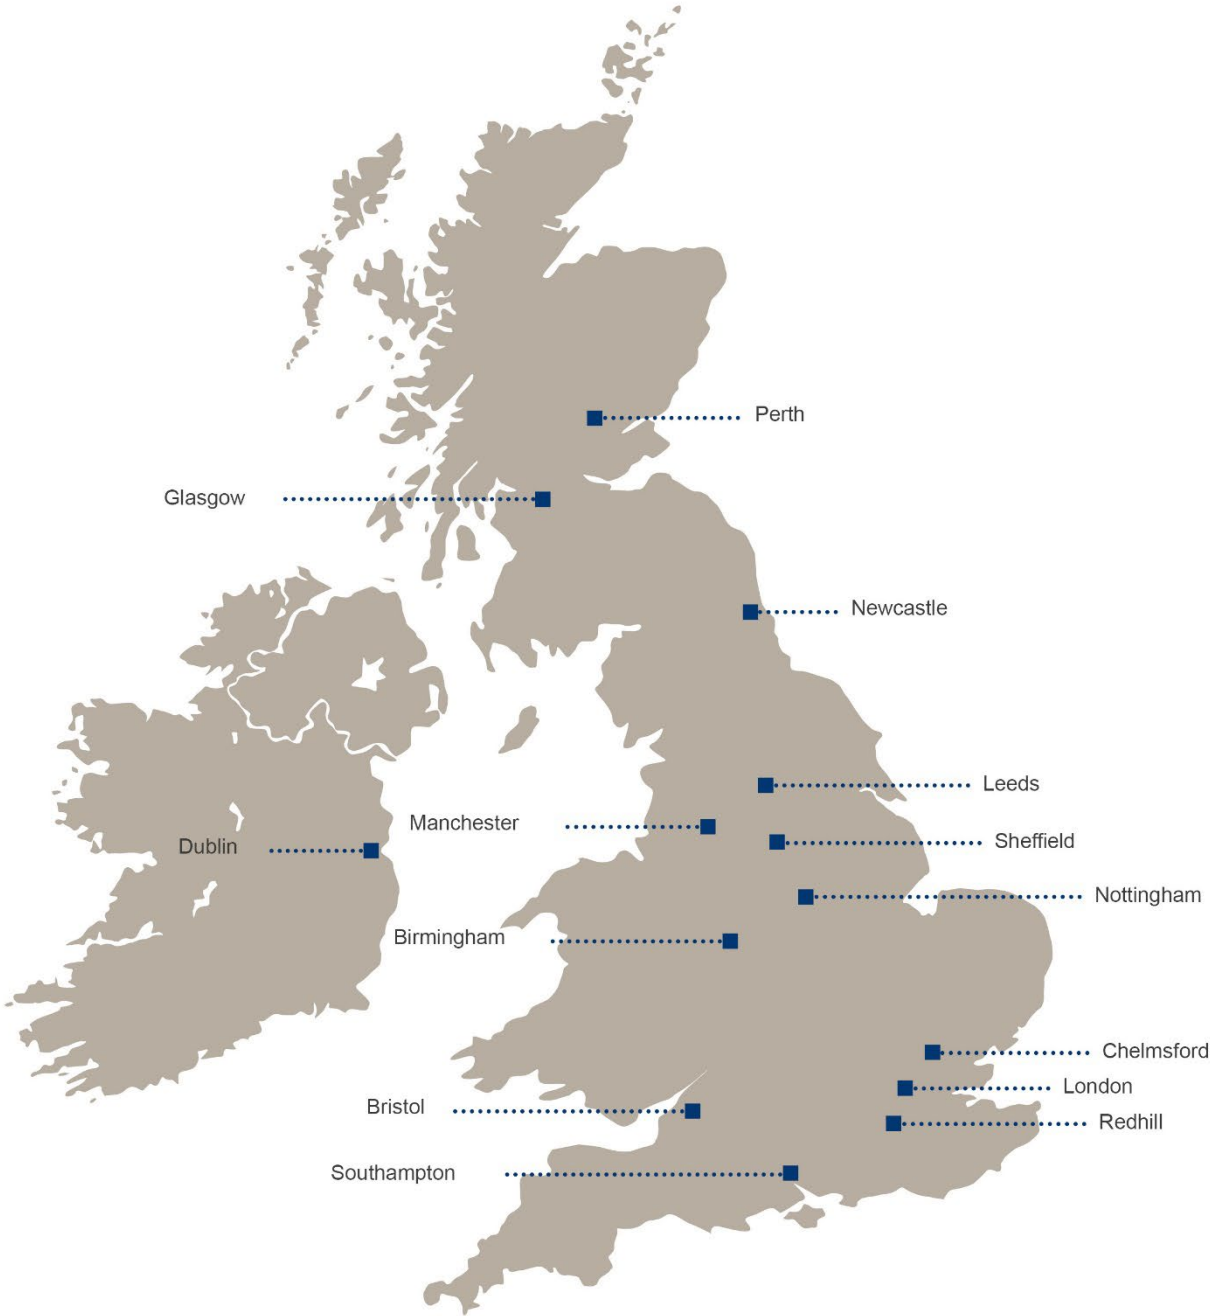 Perth
Glasgow
Newcastle
Leeds
Manchester
Sheffield
Dublin
Nottingham
Birmingham
Chelmsford
London
Bristol
Redhill
Southampton